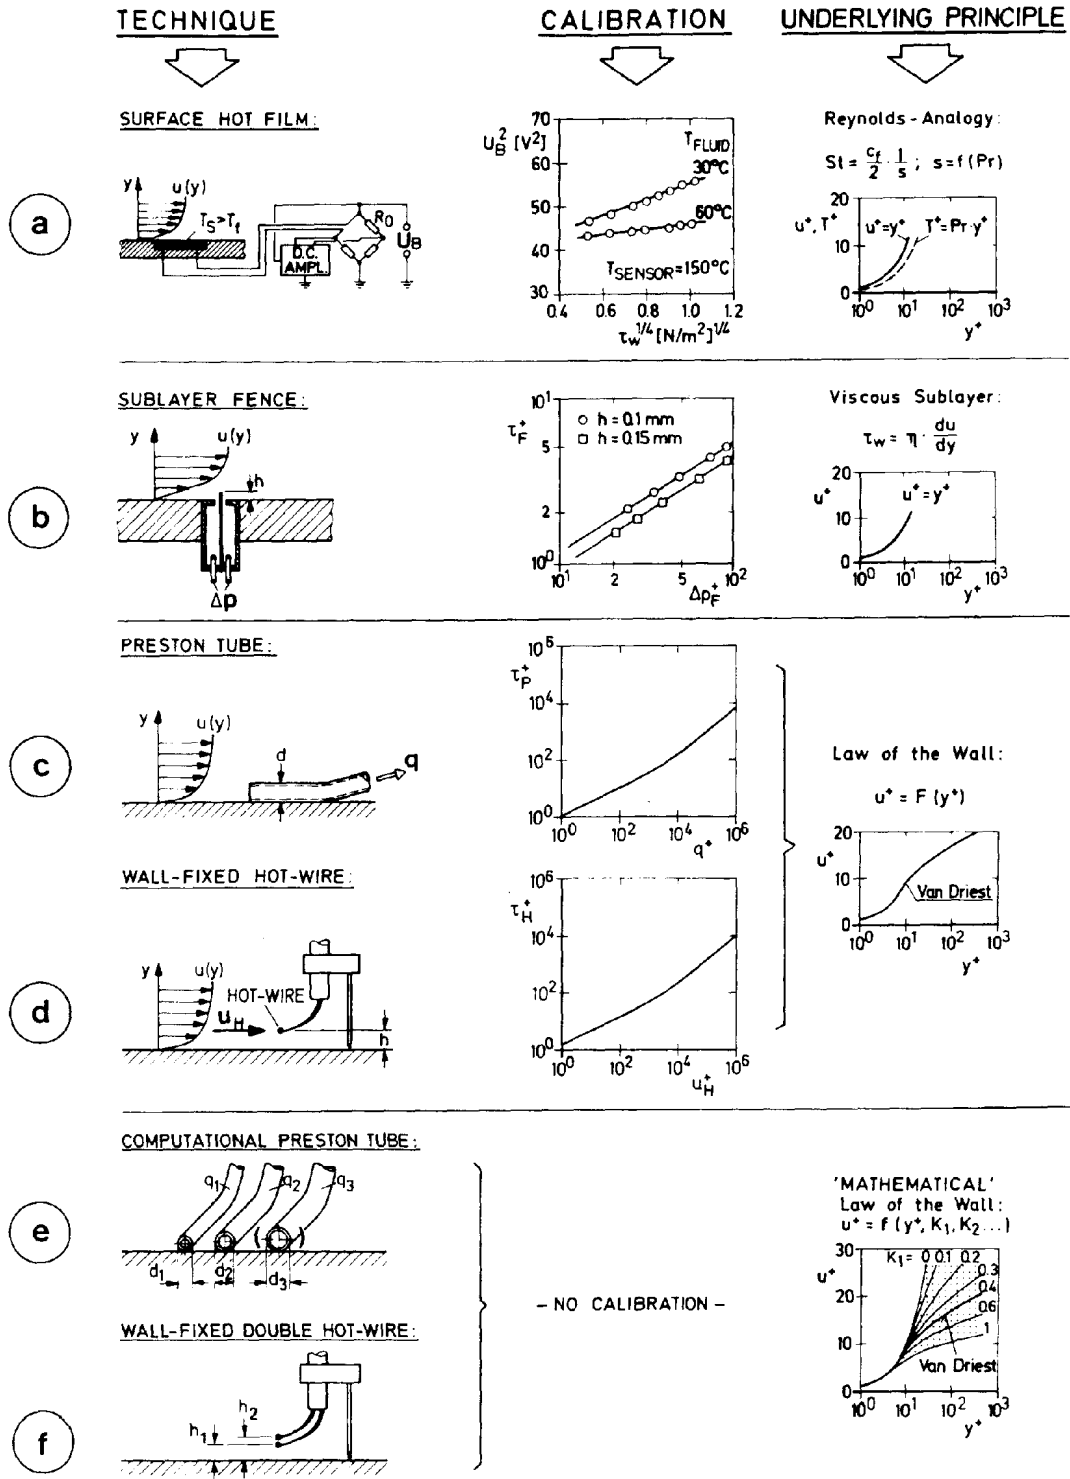 TECHNIQUE
CALIBRATION
UNDERLYING PRINCIPLE
a
SURFACE HOT FILM:
y
u(y)
T_S>T_f
R_0
U_B
D.C.
AMPL.
U_B^2 [V^2]
70
60
50
40
30
T_FLUID
30°C
60°C
T_SENSOR=150°C
0.4 0.6 0.8 1.0 1.2
τ_w^1/4 [N/m^2]^1/4
Reynolds-Analogy:
St = c_f/2 · 1/s ; s=f(Pr)
u^+, T^+
20
10
0
u^+=y^+
T^+=Pr·y^+
10^0 10^1 10^2 10^3
y^+
b
SUBLAYER FENCE:
y
u(y)
h
Δp
τ_F^+
10^1
5
2
10^0
h=0.1mm
h=0.15mm
10^1 2 5 10^2
Δp_F^+
Viscous Sublayer:
τ_w = η · du/dy
u^+
20
10
0
u^+=y^+
10^0 10^1 10^2 10^3
y^+
c
PRESTON TUBE:
y
u(y)
d
q
τ_P^+
10^6
10^4
10^2
10^0
10^0 10^2 10^4 10^6
q^+
d
WALL-FIXED HOT-WIRE:
y
u(y)
HOT-WIRE
u_H
h
τ_H^+
10^6
10^4
10^2
10^0
10^0 10^2 10^4 10^6
u_H^+
Law of the Wall:
u^+ = F(y^+)
u^+
20
10
0
Van Driest
10^0 10^1 10^2 10^3
y^+
e
COMPUTATIONAL PRESTON TUBE:
q_1 q_2 q_3
( )
d_1 d_2 d_3
f
WALL-FIXED DOUBLE HOT-WIRE:
h_2
h_1
- NO CALIBRATION -
'MATHEMATICAL'
Law of the Wall:
u^+ = f(y^+, K_1, K_2...)
u^+
30
20
10
0
K_1= 0 0.1 0.2
0.3
0.4
0.6
1
Van Driest
10^0 10^1 10^2 10^3
y^+